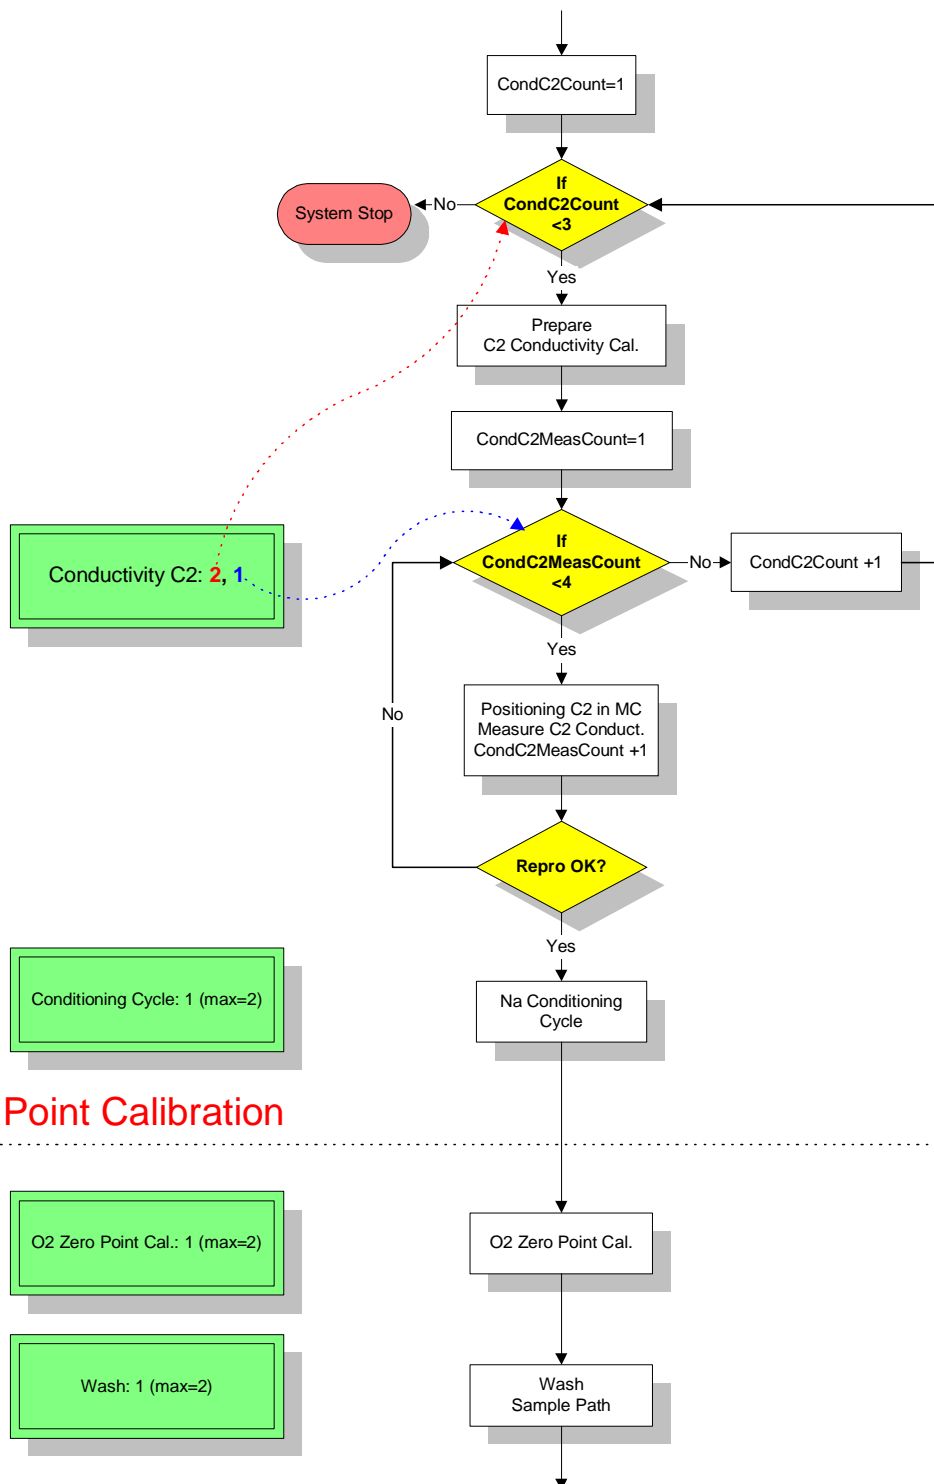 CondC2Count=1
If
CondC2Count
<3
No
System Stop
Yes
Prepare
C2 Conductivity Cal.
CondC2MeasCount=1
If
CondC2MeasCount
<4
No
CondC2Count +1
Conductivity C2: 2, 1
Yes
Positioning C2 in MC
Measure C2 Conduct.
CondC2MeasCount +1
No
Repro OK?
Yes
Conditioning Cycle: 1 (max=2)
Na Conditioning
Cycle
Point Calibration
O2 Zero Point Cal.: 1 (max=2)
O2 Zero Point Cal.
Wash: 1 (max=2)
Wash
Sample Path